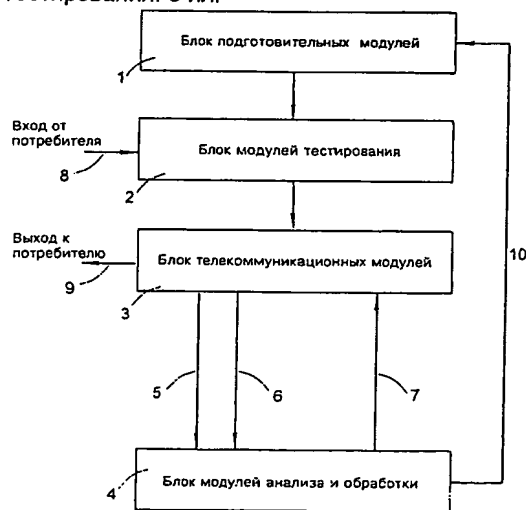 Блок подготовительных модулей
1
Вход от
потребителя
8
Блок модулей тестирования
2
Выход к
потребителю
9
Блок телекоммуникационных модулей
3
10
5
6
7
Блок модулей анализа и обработки
4